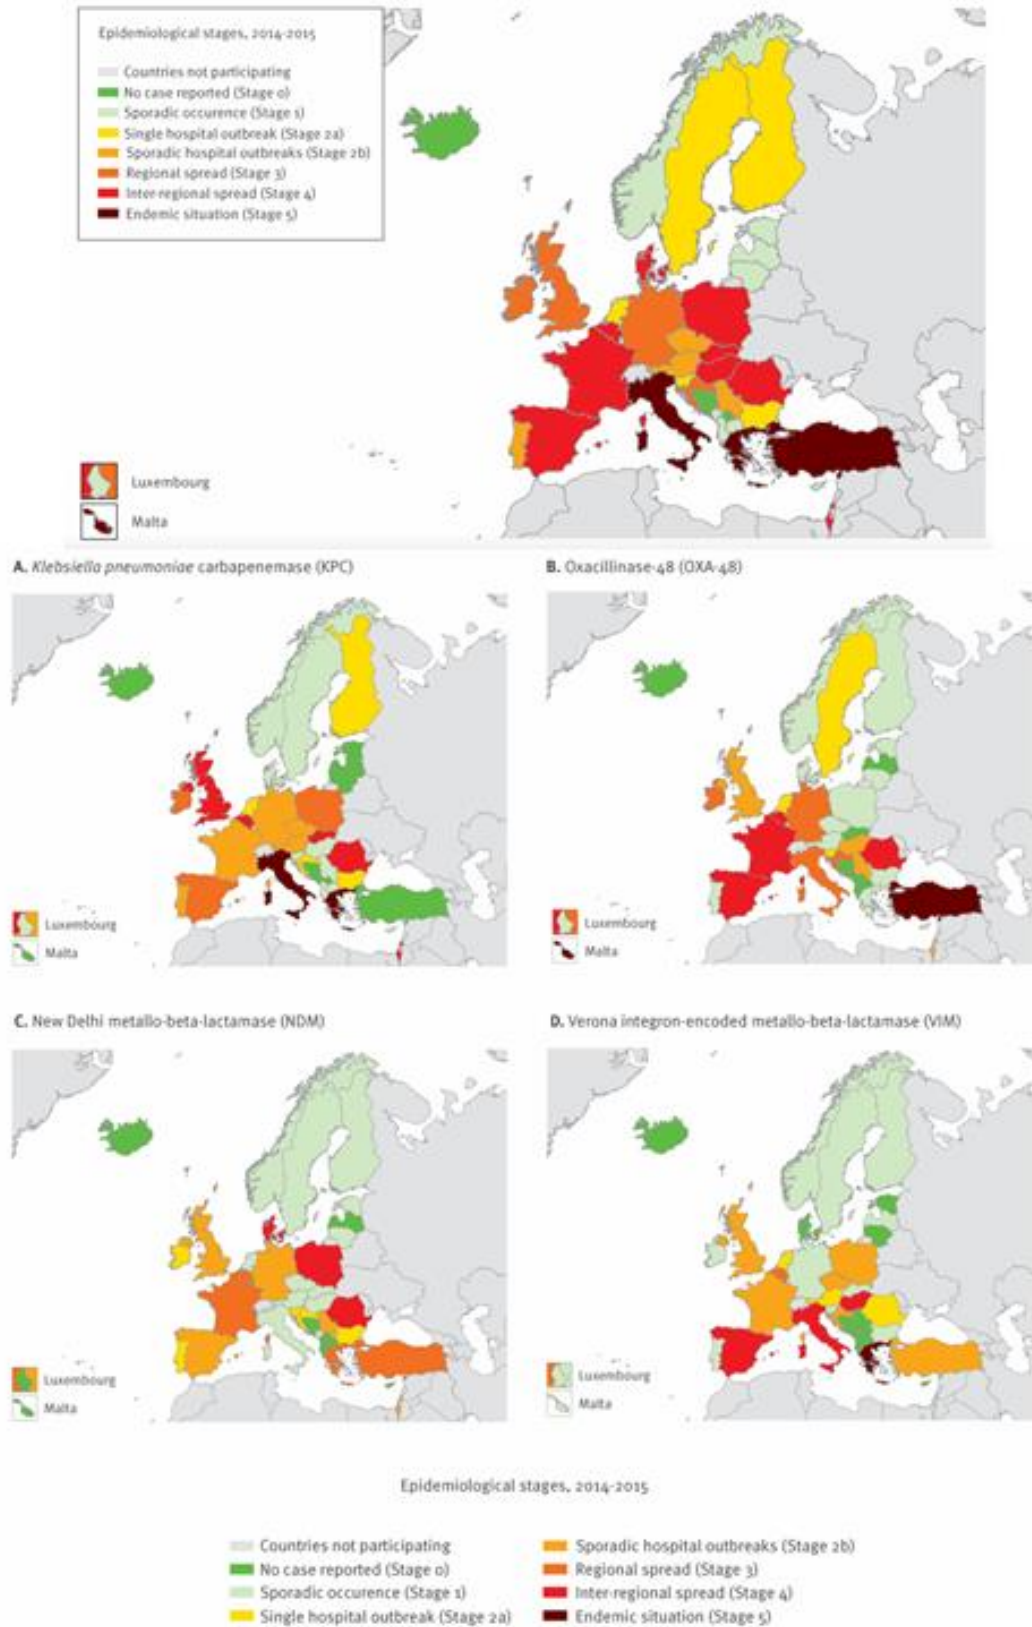 Epidemiological stages, 2014-2015
Countries not participating
No case reported (Stage 0)
Sporadic occurence (Stage 1)
Single hospital outbreak (Stage 2a)
Sporadic hospital outbreaks (Stage 2b)
Regional spread (Stage 3)
Inter-regional spread (Stage 4)
Endemic situation (Stage 5)
Luxembourg
Malta
A. Klebsiella pneumoniae carbapenemase (KPC)
B. Oxacillinase-48 (OXA-48)
Luxembourg
Malta
Luxembourg
Malta
C. New Delhi metallo-beta-lactamase (NDM)
D. Verona integron-encoded metallo-beta-lactamase (VIM)
Luxembourg
Malta
Luxembourg
Malta
Epidemiological stages, 2014-2015
Countries not participating
No case reported (Stage 0)
Sporadic occurence (Stage 1)
Single hospital outbreak (Stage 2a)
Sporadic hospital outbreaks (Stage 2b)
Regional spread (Stage 3)
Inter-regional spread (Stage 4)
Endemic situation (Stage 5)